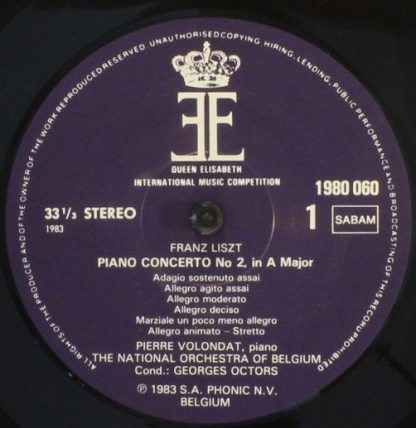 ALL RIGHTS OF THE PRODUCER AND OF THE OWNER OF THE WORK REPRODUCED RESERVED. UNAUTHORISED COPYING, HIRING, LENDING, PUBLIC PERFORMANCE AND BROADCASTING OF THIS RECORD PROHIBITED
EE
QUEEN ELISABETH
INTERNATIONAL MUSIC COMPETITION
1980 060
33 1/3 STEREO
1983
1
SABAM
FRANZ LISZT
PIANO CONCERTO No 2, in A Major
Adagio sostenuto assai
Allegro agito assai
Allegro moderato
Allegro deciso
Marziale un poco meno allegro
Allegro animato - Stretto
PIERRE VOLONDAT, piano
THE NATIONAL ORCHESTRA OF BELGIUM
Cond.: GEORGES OCTORS
℗ 1983 S.A. PHONIC N.V.
BELGIUM